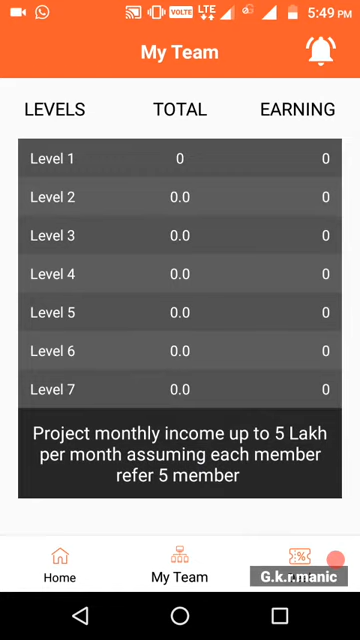 VOLTE LTE 5:49 PM
My Team
LEVELS TOTAL EARNING
Level 1 0 0
Level 2 0.0 0
Level 3 0.0 0
Level 4 0.0 0
Level 5 0.0 0
Level 6 0.0 0
Level 7 0.0 0
Project monthly income up to 5 Lakh
per month assuming each member
refer 5 member
Home My Team G.k.r.manic